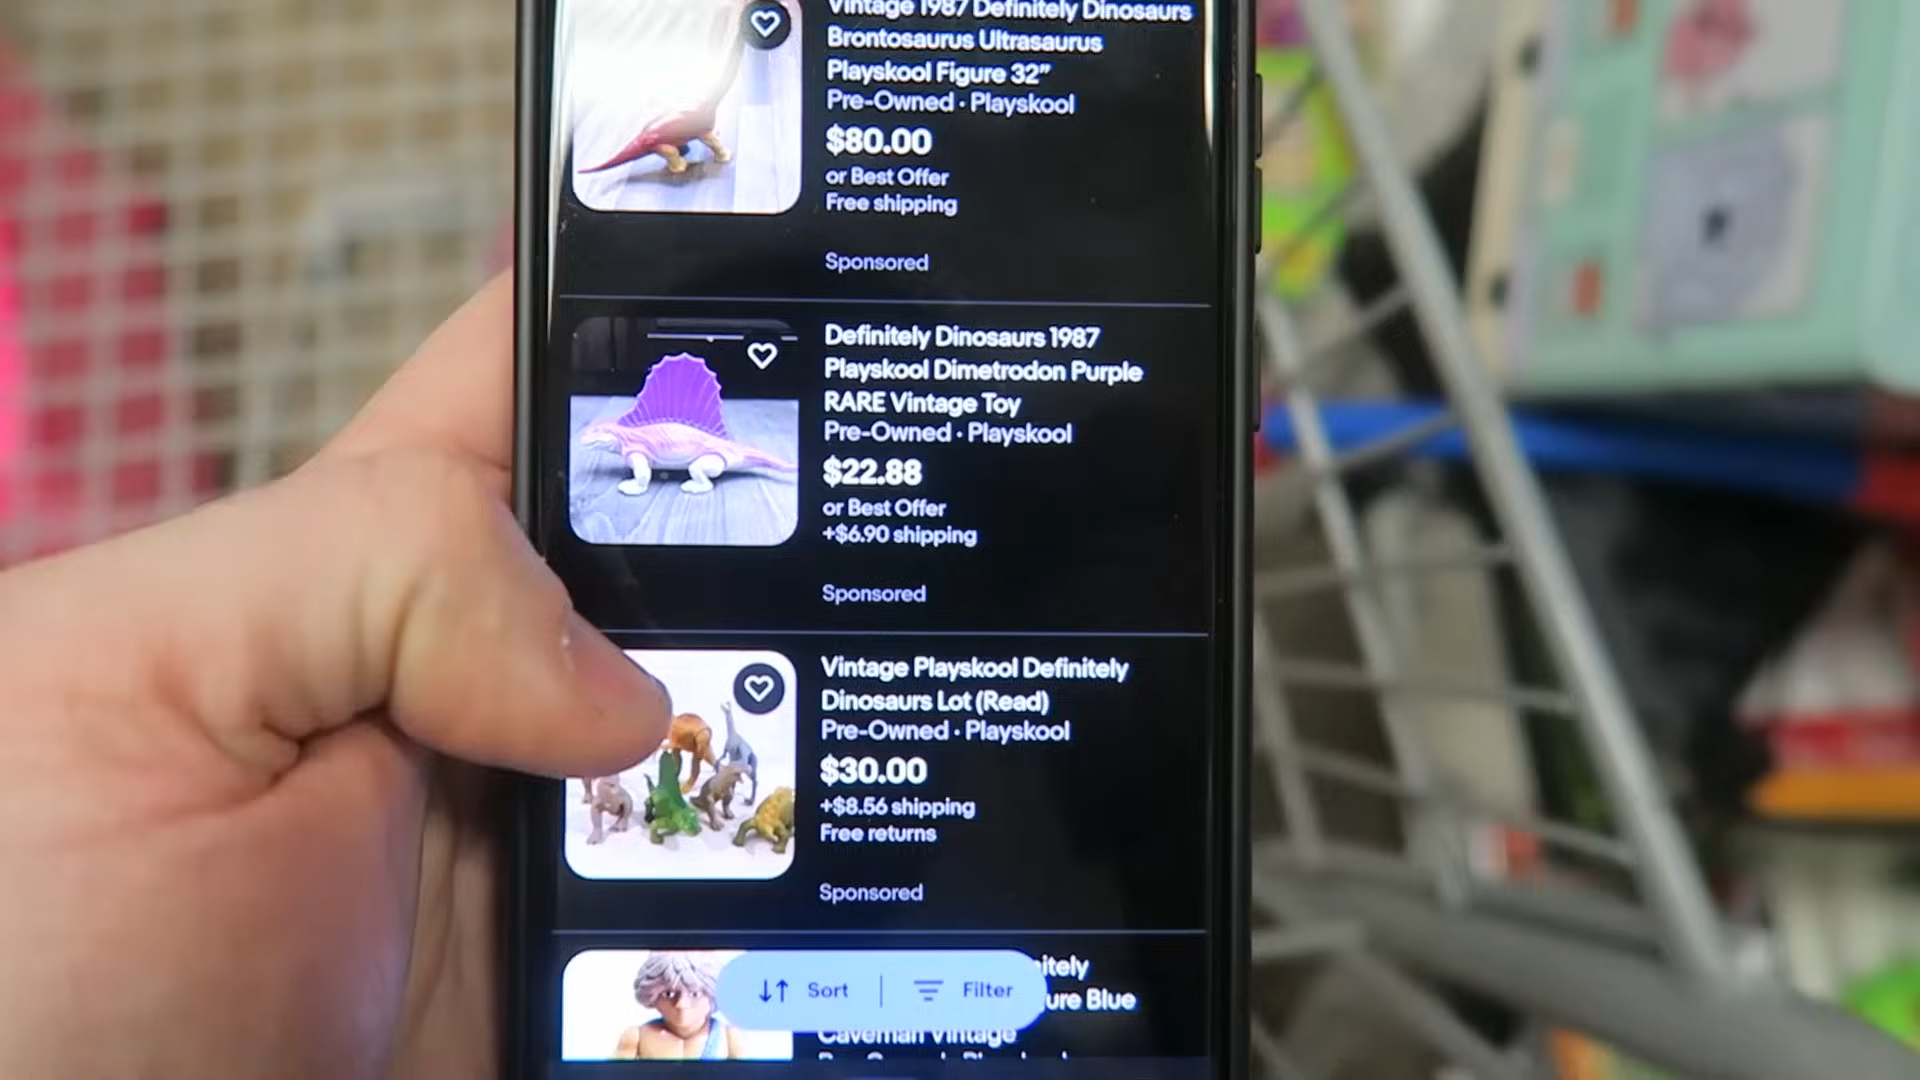 Vintage 1987 Definitely Dinosaurs
Brontosaurus Ultrasaurus
Playskool Figure 32"
Pre-Owned · Playskool
$80.00
or Best Offer
Free shipping
Sponsored
Definitely Dinosaurs 1987
Playskool Dimetrodon Purple
RARE Vintage Toy
Pre-Owned · Playskool
$22.88
or Best Offer
+$6.90 shipping
Sponsored
Vintage Playskool Definitely
Dinosaurs Lot (Read)
Pre-Owned · Playskool
$30.00
+$8.56 shipping
Free returns
Sponsored
nitely
ure Blue
Sort
Filter
Caveman Vintage